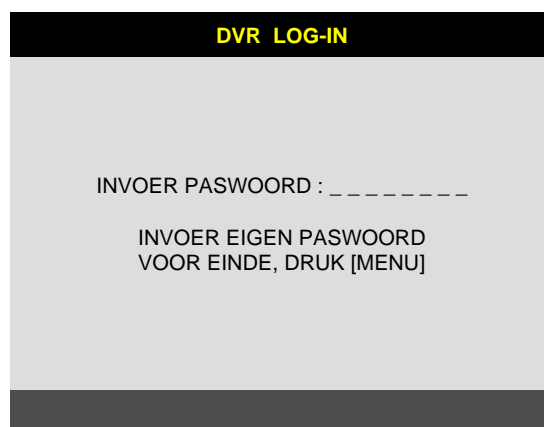 DVR LOG-IN
INVOER PASWOORD : _ _ _ _ _ _ _ _
INVOER EIGEN PASWOORD
VOOR EINDE, DRUK [MENU]